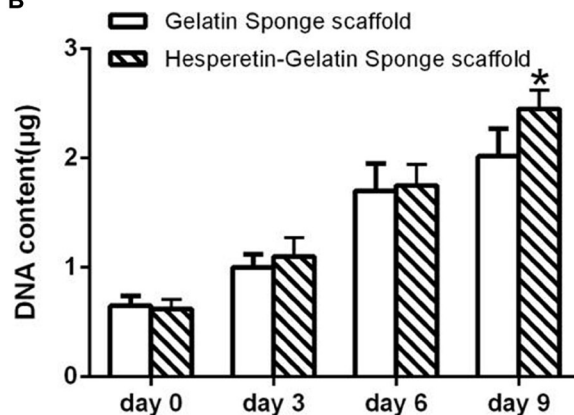 B
Gelatin Sponge scaffold
Hesperetin-Gelatin Sponge scaffold
3
2
1
0
DNA content(μg)
*
day 0 day 3 day 6 day 9